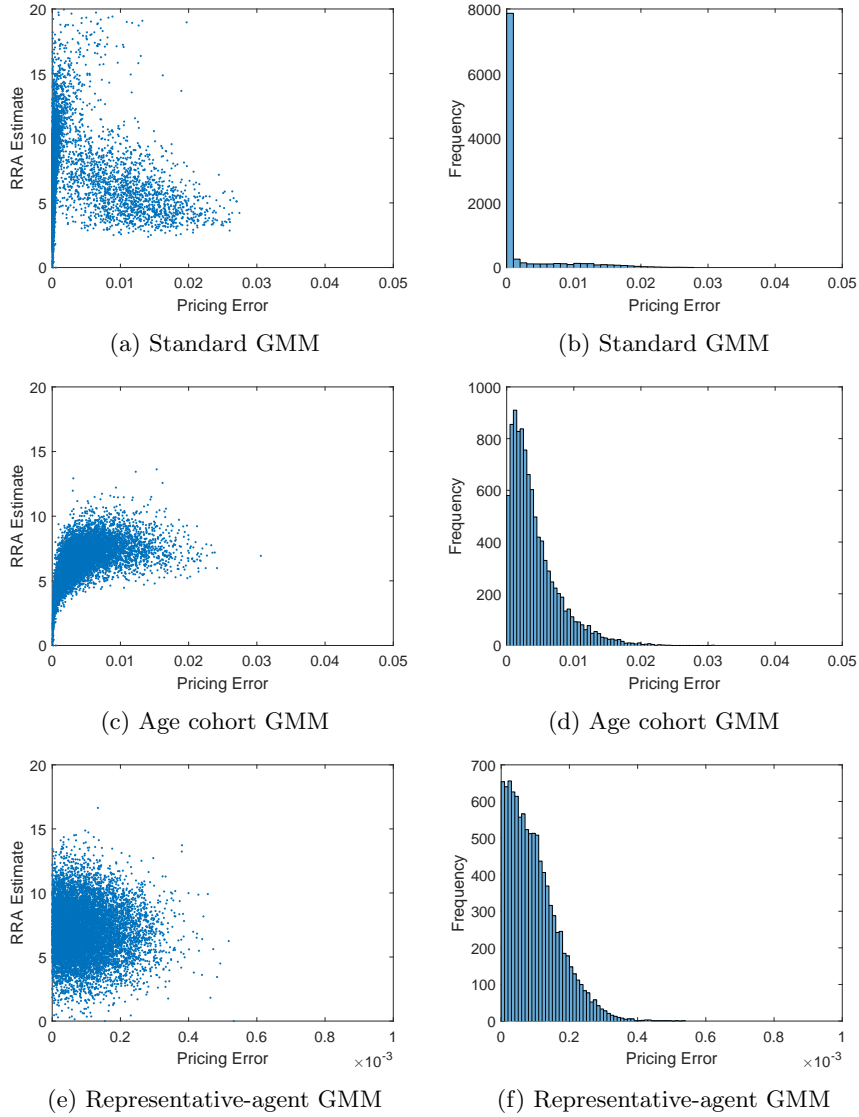 20
15
10
5
0
RRA Estimate
0 0.01 0.02 0.03 0.04 0.05
Pricing Error
(a) Standard GMM
8000
6000
4000
2000
0
Frequency
0 0.01 0.02 0.03 0.04 0.05
Pricing Error
(b) Standard GMM
20
15
10
5
0
RRA Estimate
0 0.01 0.02 0.03 0.04 0.05
Pricing Error
(c) Age cohort GMM
1000
800
600
400
200
0
Frequency
0 0.01 0.02 0.03 0.04 0.05
Pricing Error
(d) Age cohort GMM
20
15
10
5
0
RRA Estimate
0 0.2 0.4 0.6 0.8 1
Pricing Error ×10⁻³
(e) Representative-agent GMM
700
600
500
400
300
200
100
0
Frequency
0 0.2 0.4 0.6 0.8 1
Pricing Error ×10⁻³
(f) Representative-agent GMM